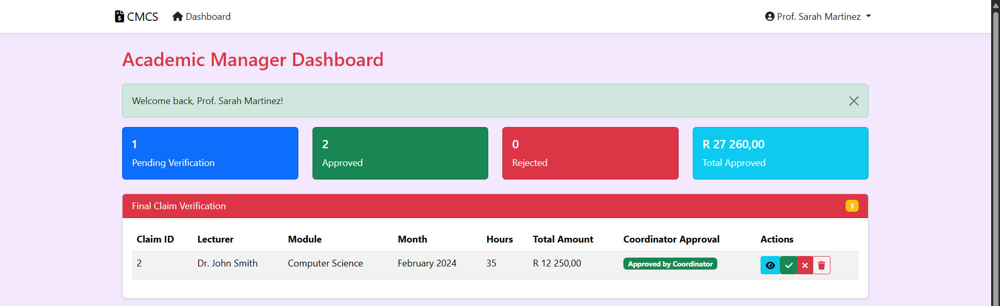 CMCS Dashboard Prof. Sarah Martinez
Academic Manager Dashboard
Welcome back, Prof. Sarah Martinez!
1
Pending Verification
2
Approved
0
Rejected
R 27 260,00
Total Approved
Final Claim Verification 1
Claim ID Lecturer Module Month Hours Total Amount Coordinator Approval Actions
2 Dr. John Smith Computer Science February 2024 35 R 12 250,00 Approved by Coordinator